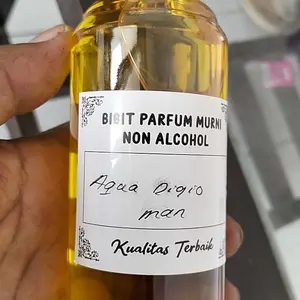 BIBIT PARFUM MURNI
NON ALCOHOL
Aqua Digio
man
Kualitas Terbaik